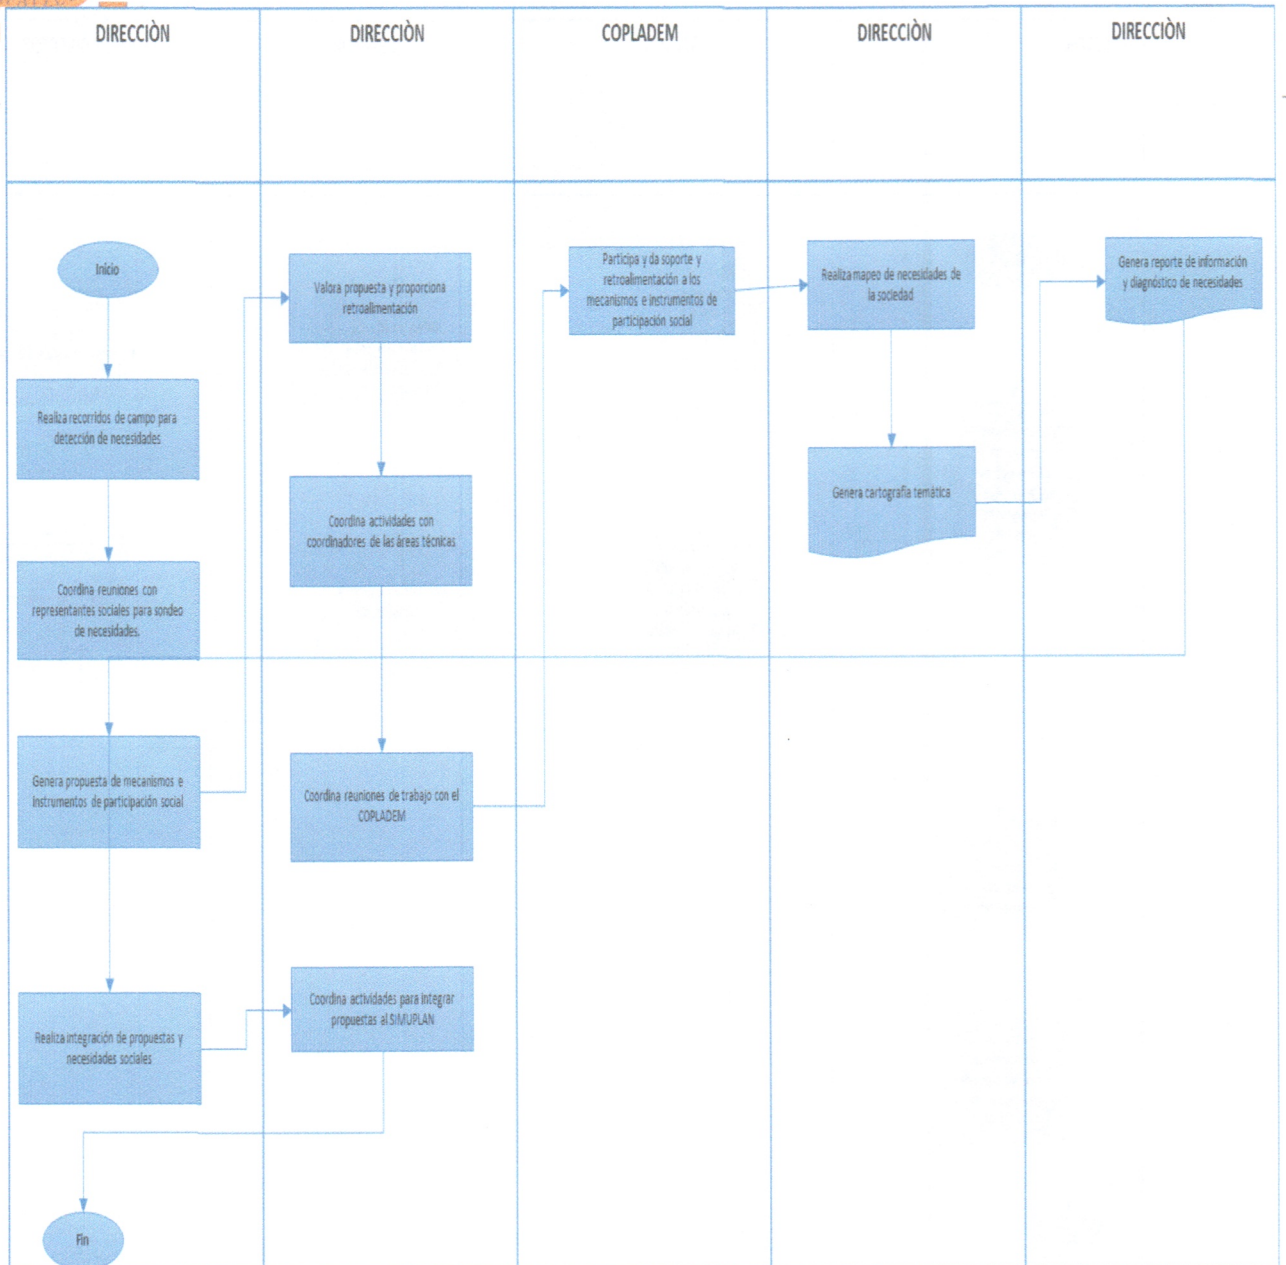 DIRECCIÒN
DIRECCIÒN
COPLADEM
DIRECCIÒN
DIRECCIÒN
Inicio
Realiza recorridos de campo para
detección de necesidades
Coordina reuniones con
representantes sociales para sondeo
de necesidades.
Genera propuesta de mecanismos e
instrumentos de participación social
Realiza integración de propuestas y
necesidades sociales
Fin
Valora propuesta y proporciona
retroalimentación
Coordina actividades con
coordinadores de las áreas técnicas
Coordina reuniones de trabajo con el
COPLADEM
Coordina actividades para integrar
propuestas al SIMUPLAN
Participa y da soporte y
retroalimentación a los
mecanismos e instrumentos de
participación social
Realiza mapeo de necesidades de
la sociedad
Genera cartografía temática
Genera reporte de información
y diagnóstico de necesidades